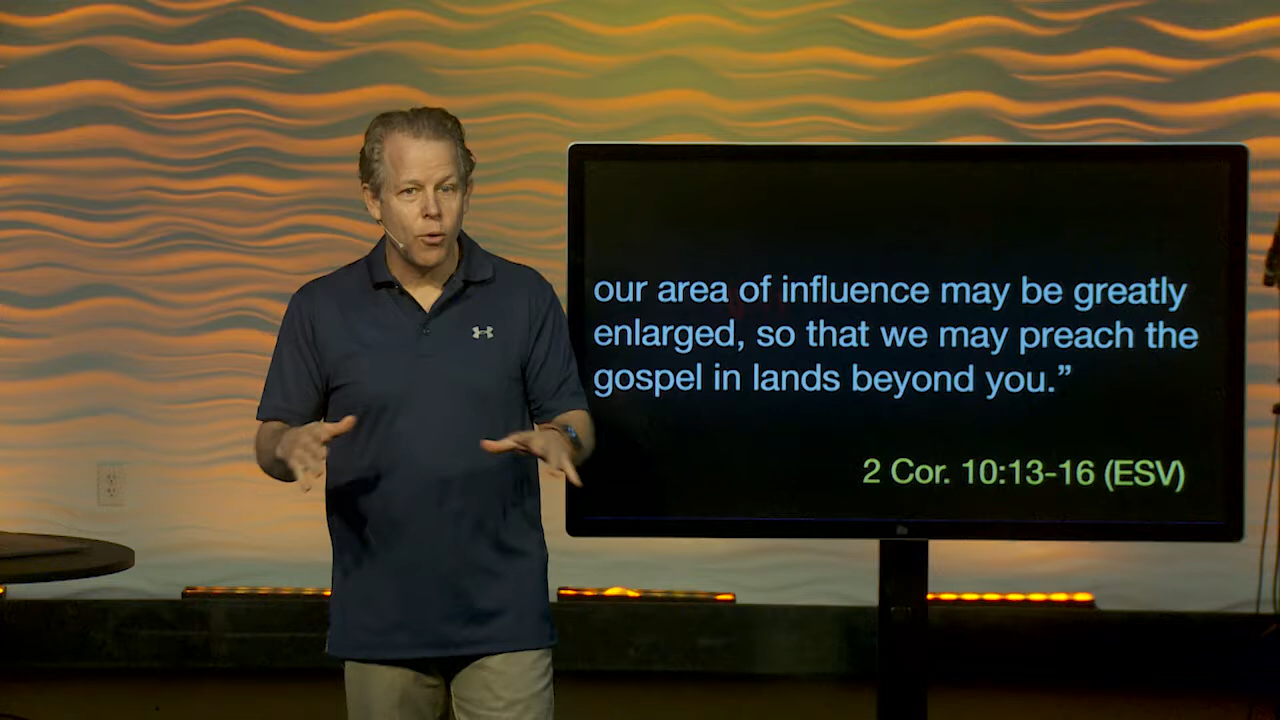 our area of influence may be greatly
enlarged, so that we may preach the
gospel in lands beyond you.”
2 Cor. 10:13-16 (ESV)